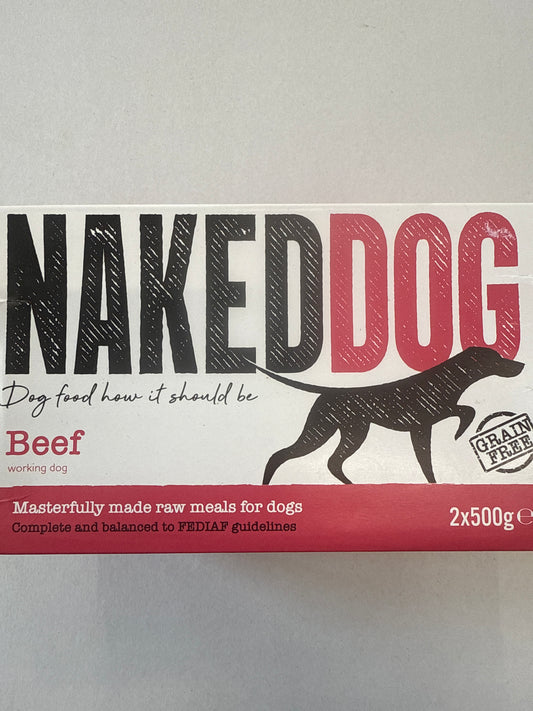 NAKEDDOG
Dog food how it should be
Beef
working dog
GRAIN
FREE
Masterfully made raw meals for dogs
Complete and balanced to FEDIAF guidelines
2x500g ℮